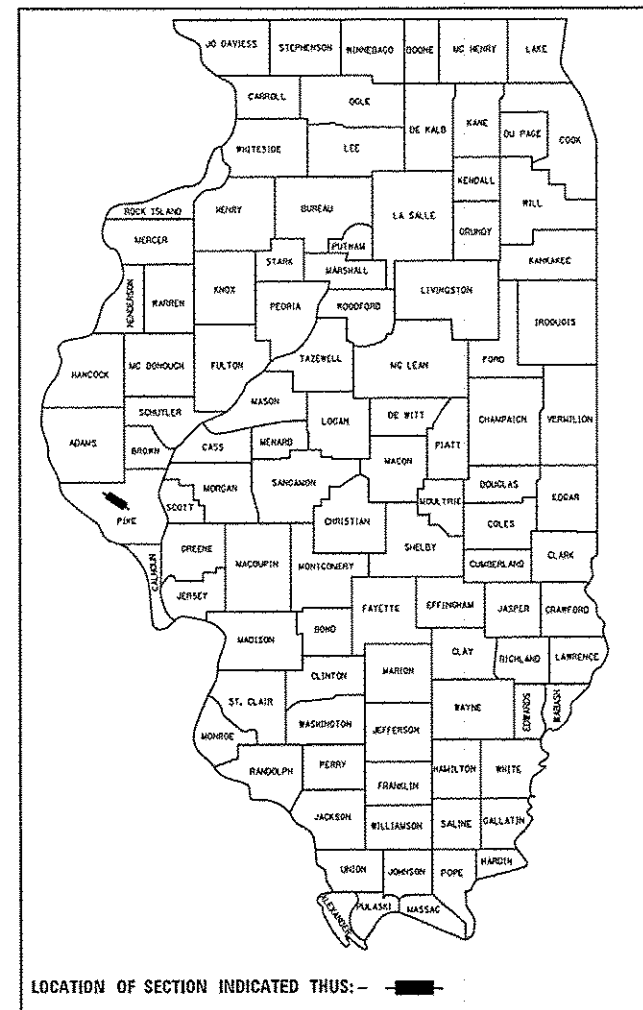 JO DAVIESS STEPHENSON WINNEBAGO BOONE MC HENRY LAKE
CARROLL OGLE DE KALB KANE DU PAGE COOK
WHITESIDE LEE KENDALL WILL
ROCK ISLAND HENRY BUREAU LA SALLE GRUNDY
MERCER PUTNAM KANKAKEE
STARK MARSHALL
HENDERSON WARREN KNOX PEORIA WOODFORD LIVINGSTON IROQUOIS
HANCOCK MC DONOUGH FULTON TAZEWELL MC LEAN FORD
SCHUYLER MASON DE WITT CHAMPAIGN VERMILION
ADAMS BROWN CASS MENARD LOGAN PIATT
MACON
PIKE SCOTT MORGAN SANGAMON CHRISTIAN MOULTRIE DOUGLAS EDGAR
COLES
CALHOUN GREENE MACOUPIN MONTGOMERY SHELBY CUMBERLAND CLARK
JERSEY FAYETTE EFFINGHAM JASPER CRAWFORD
MADISON BOND CLAY RICHLAND LAWRENCE
CLINTON MARION
ST. CLAIR WASHINGTON JEFFERSON WAYNE EDWARDS WABASH
MONROE
RANDOLPH PERRY FRANKLIN HAMILTON WHITE
JACKSON WILLIAMSON SALINE GALLATIN
UNION JOHNSON POPE HARDIN
ALEXANDER PULASKI MASSAC
LOCATION OF SECTION INDICATED THUS: -